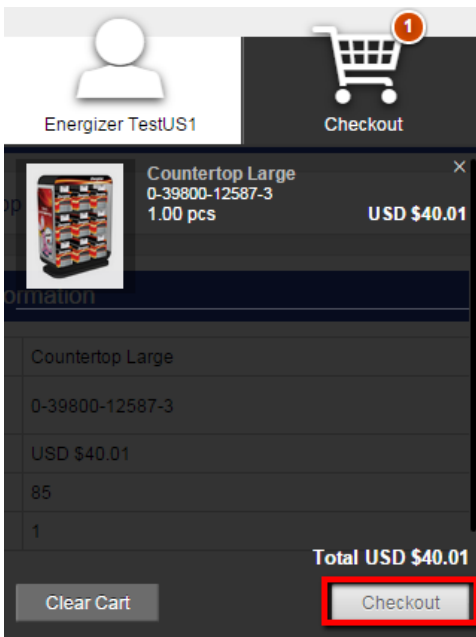 1
Energizer TestUS1
Checkout
Countertop Large
×
0-39800-12587-3
1.00 pcs
USD $40.01
op
ormation
Countertop Large
0-39800-12587-3
USD $40.01
85
1
Total USD $40.01
Clear Cart
Checkout